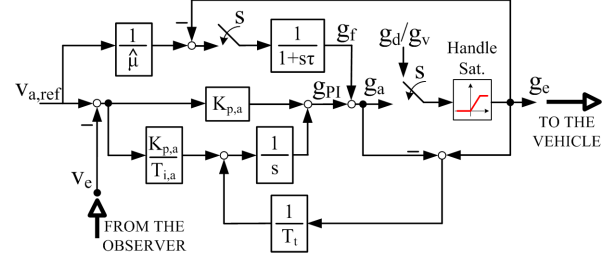 − S
1
μ̂
1
1+sτ
g_f
g_d/g_v
S
Handle
Sat.
v_a,ref
−
K_p,a
g_PI
g_a
g_e
TO THE
VEHICLE
K_p,a
T_i,a
1
s
−
v_e
1
T_t
FROM THE
OBSERVER